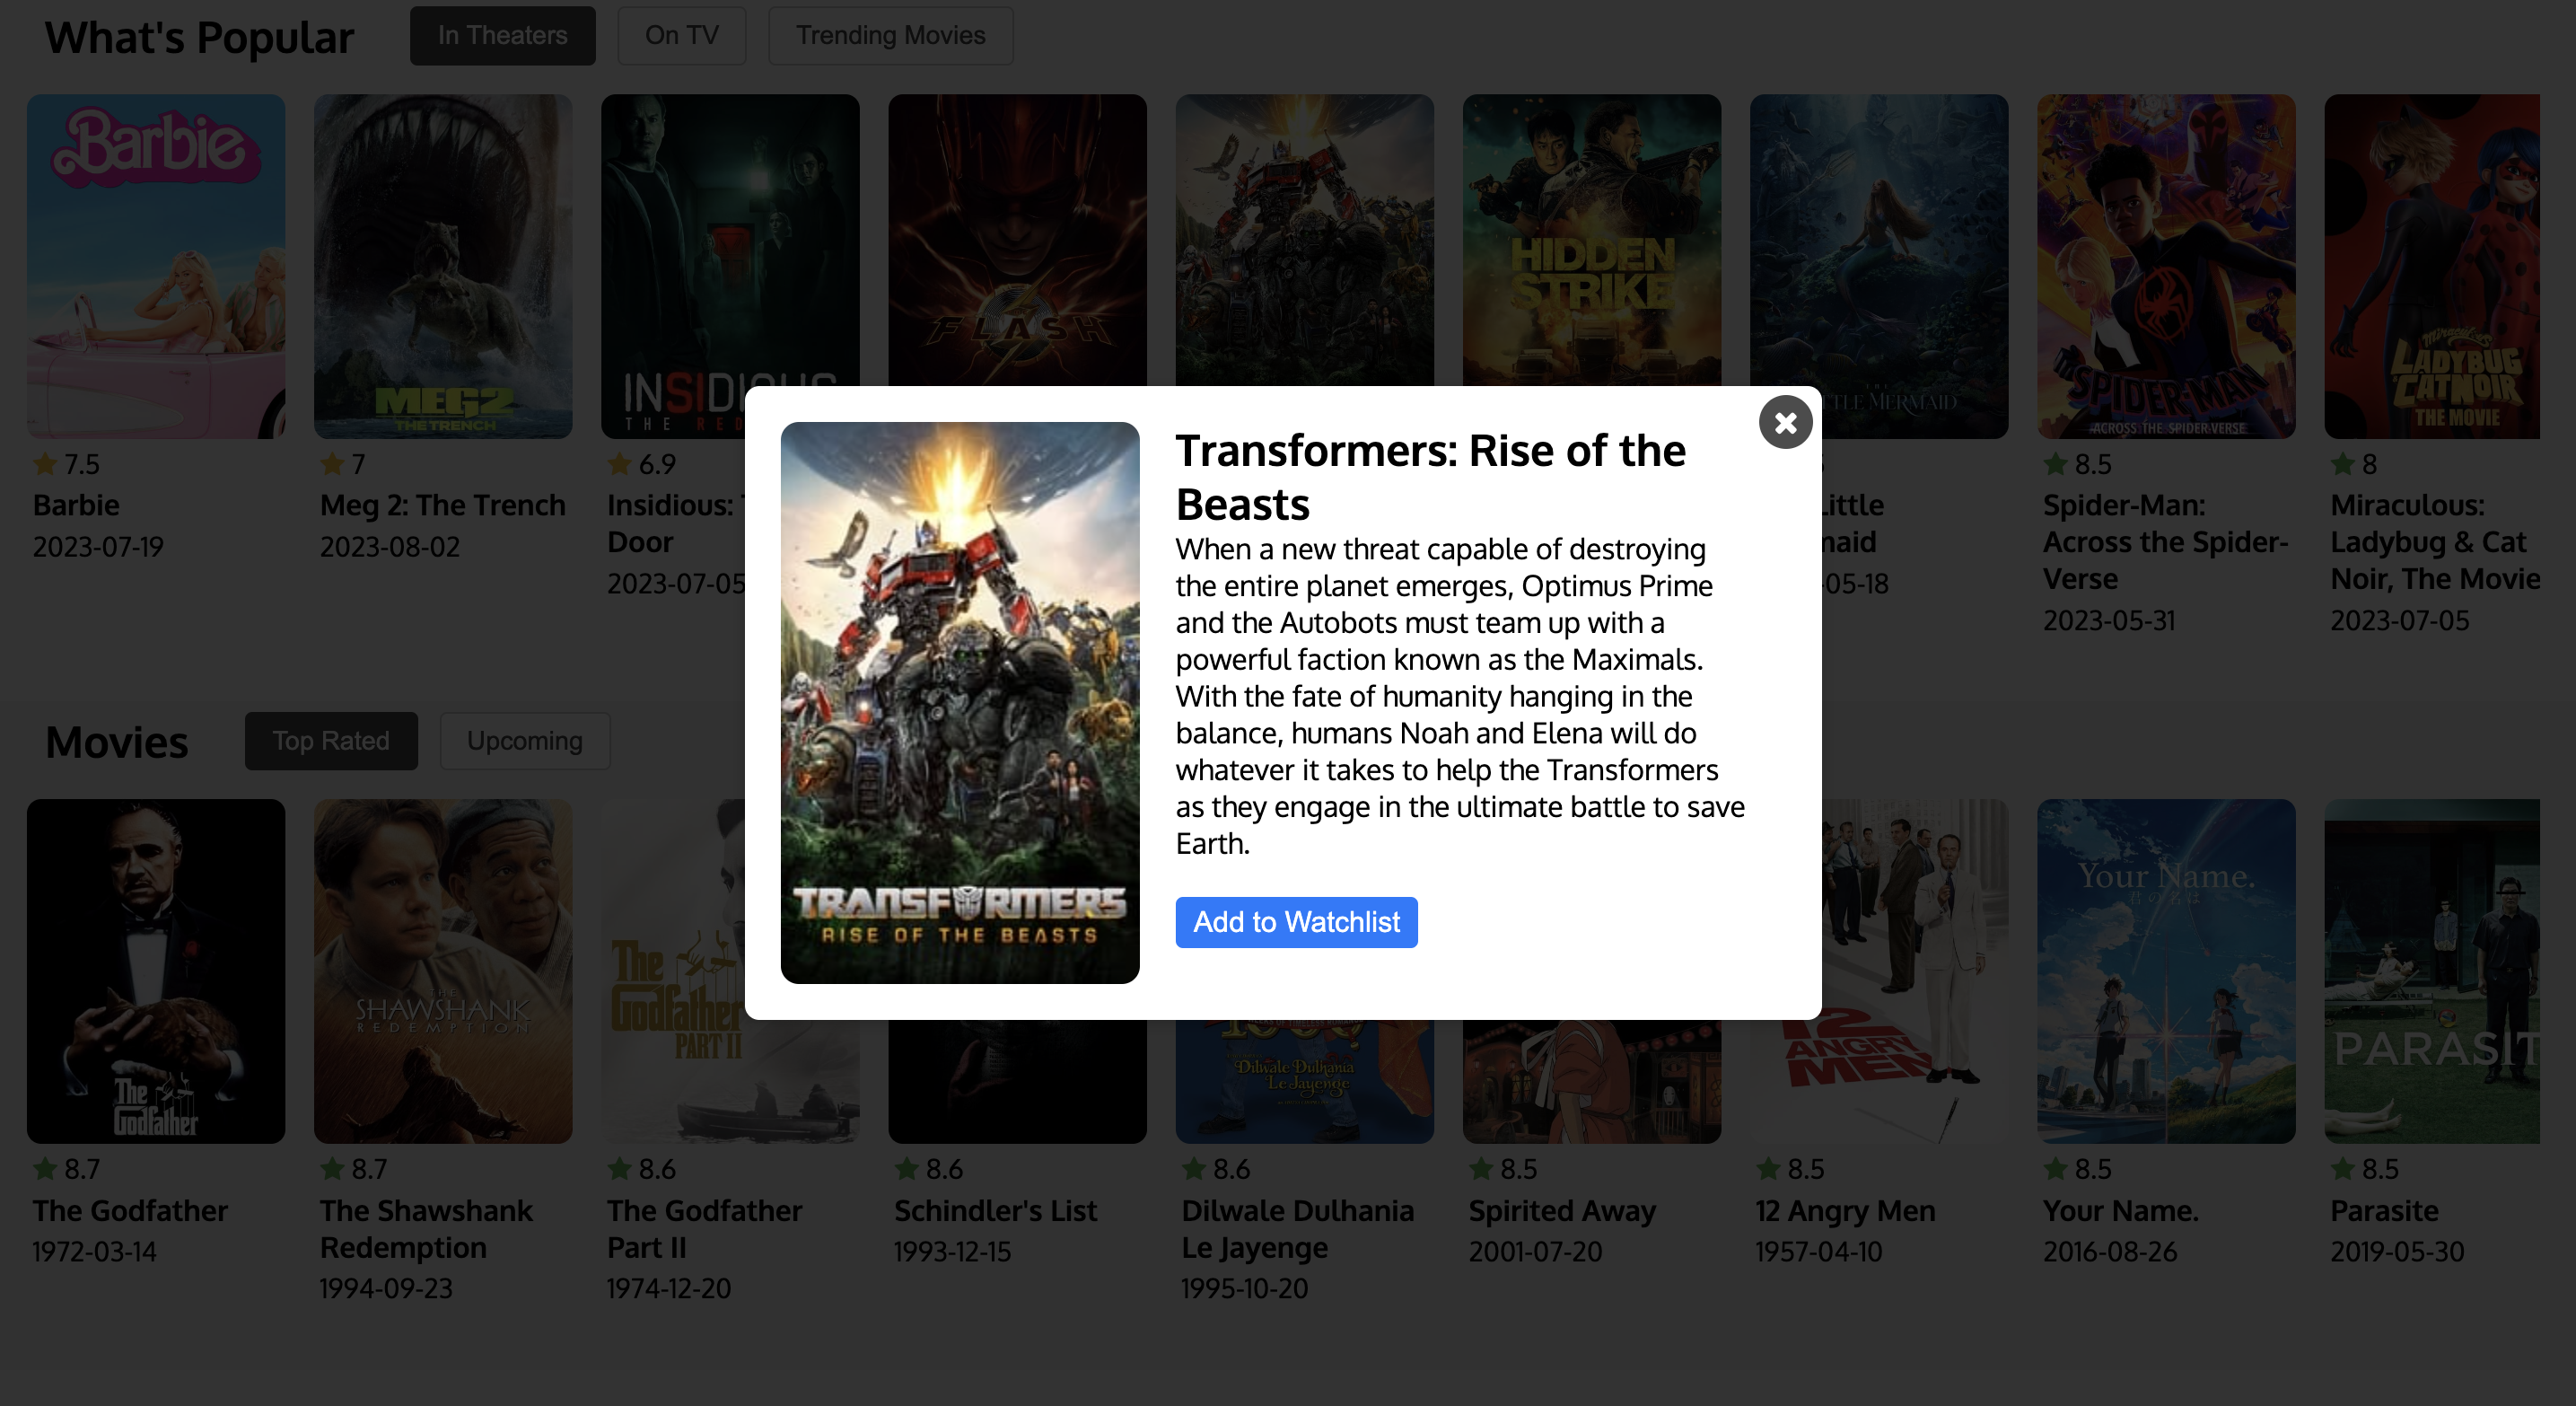 What's Popular
In Theaters
On TV
Trending Movies
Barbie
MEG2
THE TRENCH
INSIDIOUS
THE RED
FLASH
HIDDEN
STRIKE
THE
TLE MERMAID
SPIDER-MAN
ACROSS THE SPIDER-VERSE
Miraculous
LADYBUG
CATNOIR
THE MOVIE
7.5
Barbie
2023-07-19
7
Meg 2: The Trench
2023-08-02
6.9
Insidious:
Door
2023-07-05
Little
maid
-05-18
8.5
Spider-Man:
Across the Spider-
Verse
2023-05-31
8
Miraculous:
Ladybug & Cat
Noir, The Movie
2023-07-05
Transformers: Rise of the
Beasts
When a new threat capable of destroying
the entire planet emerges, Optimus Prime
and the Autobots must team up with a
powerful faction known as the Maximals.
With the fate of humanity hanging in the
balance, humans Noah and Elena will do
whatever it takes to help the Transformers
as they engage in the ultimate battle to save
Earth.
Add to Watchlist
TRANSFORMERS
RISE OF THE BEASTS
Movies
Top Rated
Upcoming
The
Godfather
THE
SHAWSHANK
REDEMPTION
The
Godfather
PART II
Dilwale Dulhania
Le Jayenge
12
ANGRY
MEN
Your Name.
君の名は
PARASIT
8.7
The Godfather
1972-03-14
8.7
The Shawshank
Redemption
1994-09-23
8.6
The Godfather
Part II
1974-12-20
8.6
Schindler's List
1993-12-15
8.6
Dilwale Dulhania
Le Jayenge
1995-10-20
8.5
Spirited Away
2001-07-20
8.5
12 Angry Men
1957-04-10
8.5
Your Name.
2016-08-26
8.5
Parasite
2019-05-30